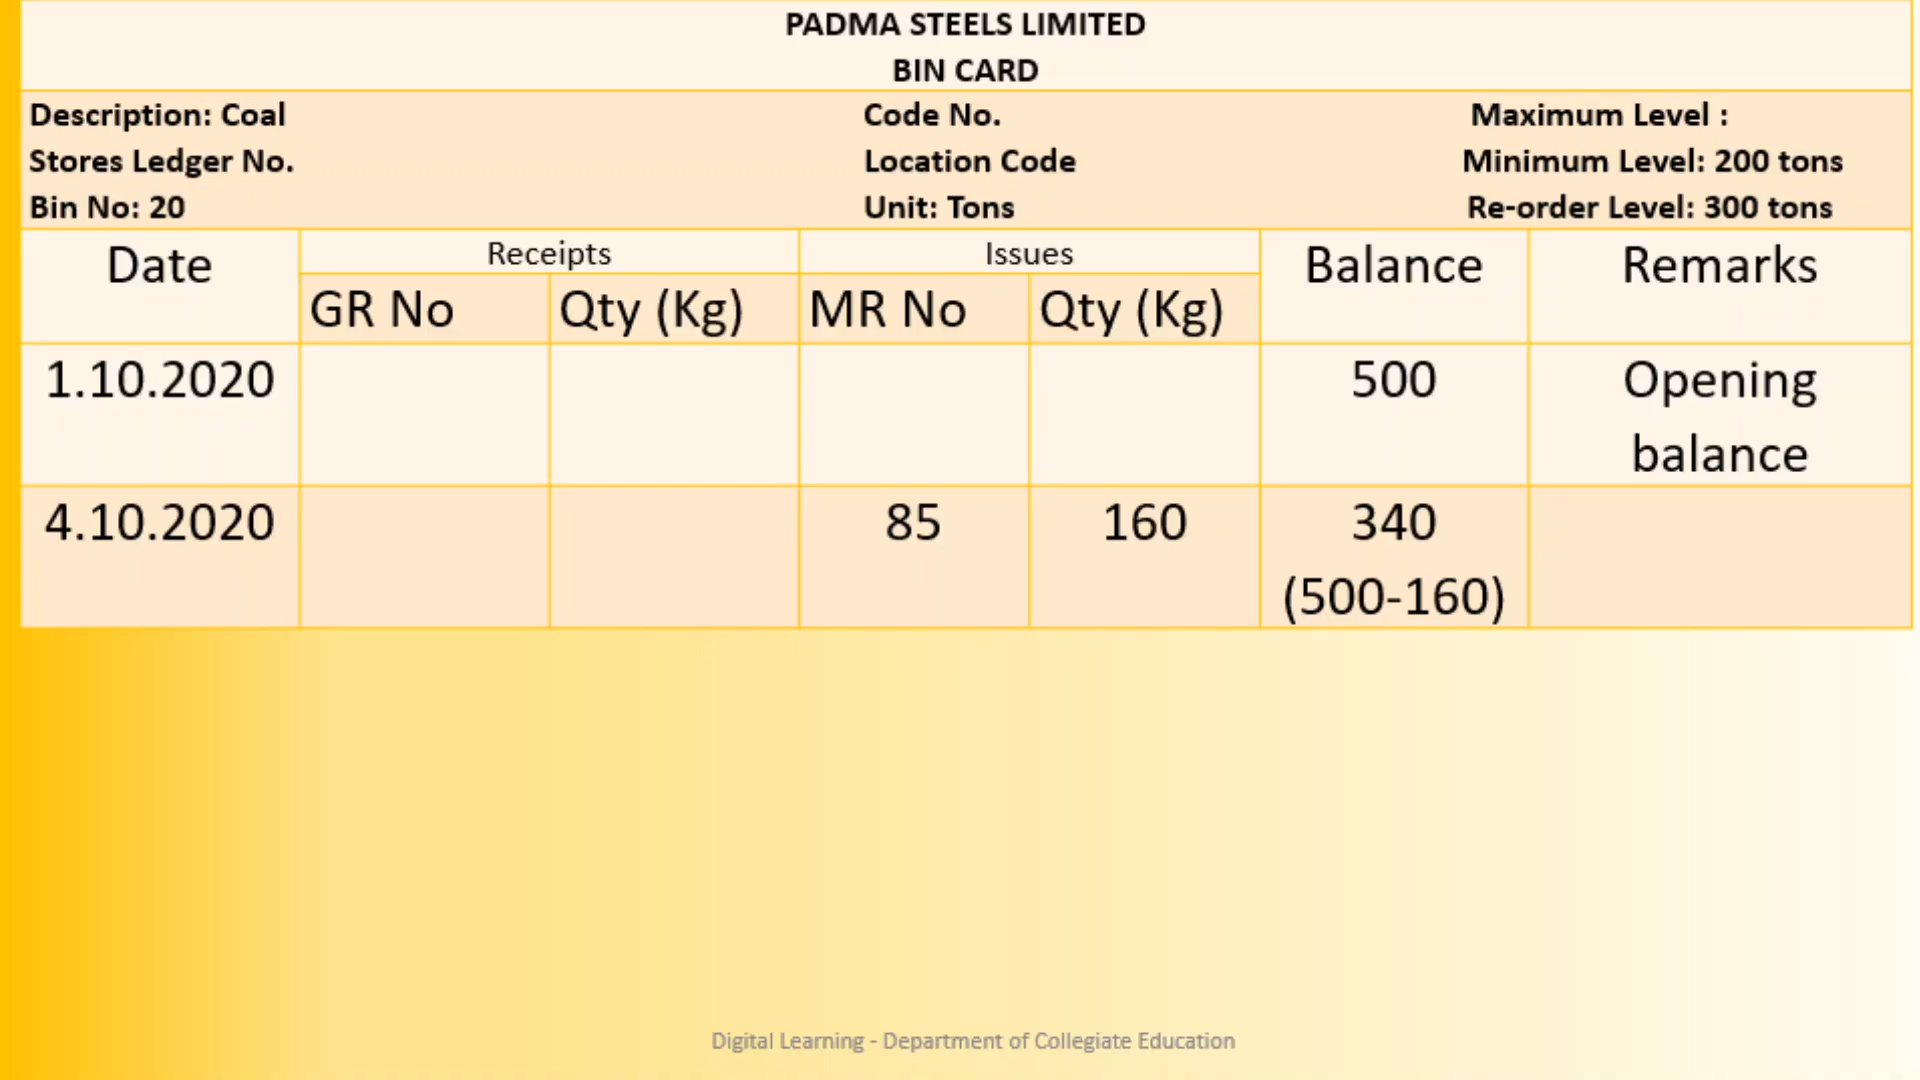 PADMA STEELS LIMITED
BIN CARD
Description: Coal Code No. Maximum Level :
Stores Ledger No. Location Code Minimum Level: 200 tons
Bin No: 20 Unit: Tons Re-order Level: 300 tons
Date Receipts Issues Balance Remarks
GR No Qty (Kg) MR No Qty (Kg)
1.10.2020 500 Opening
balance
4.10.2020 85 160 340
(500-160)
Digital Learning - Department of Collegiate Education